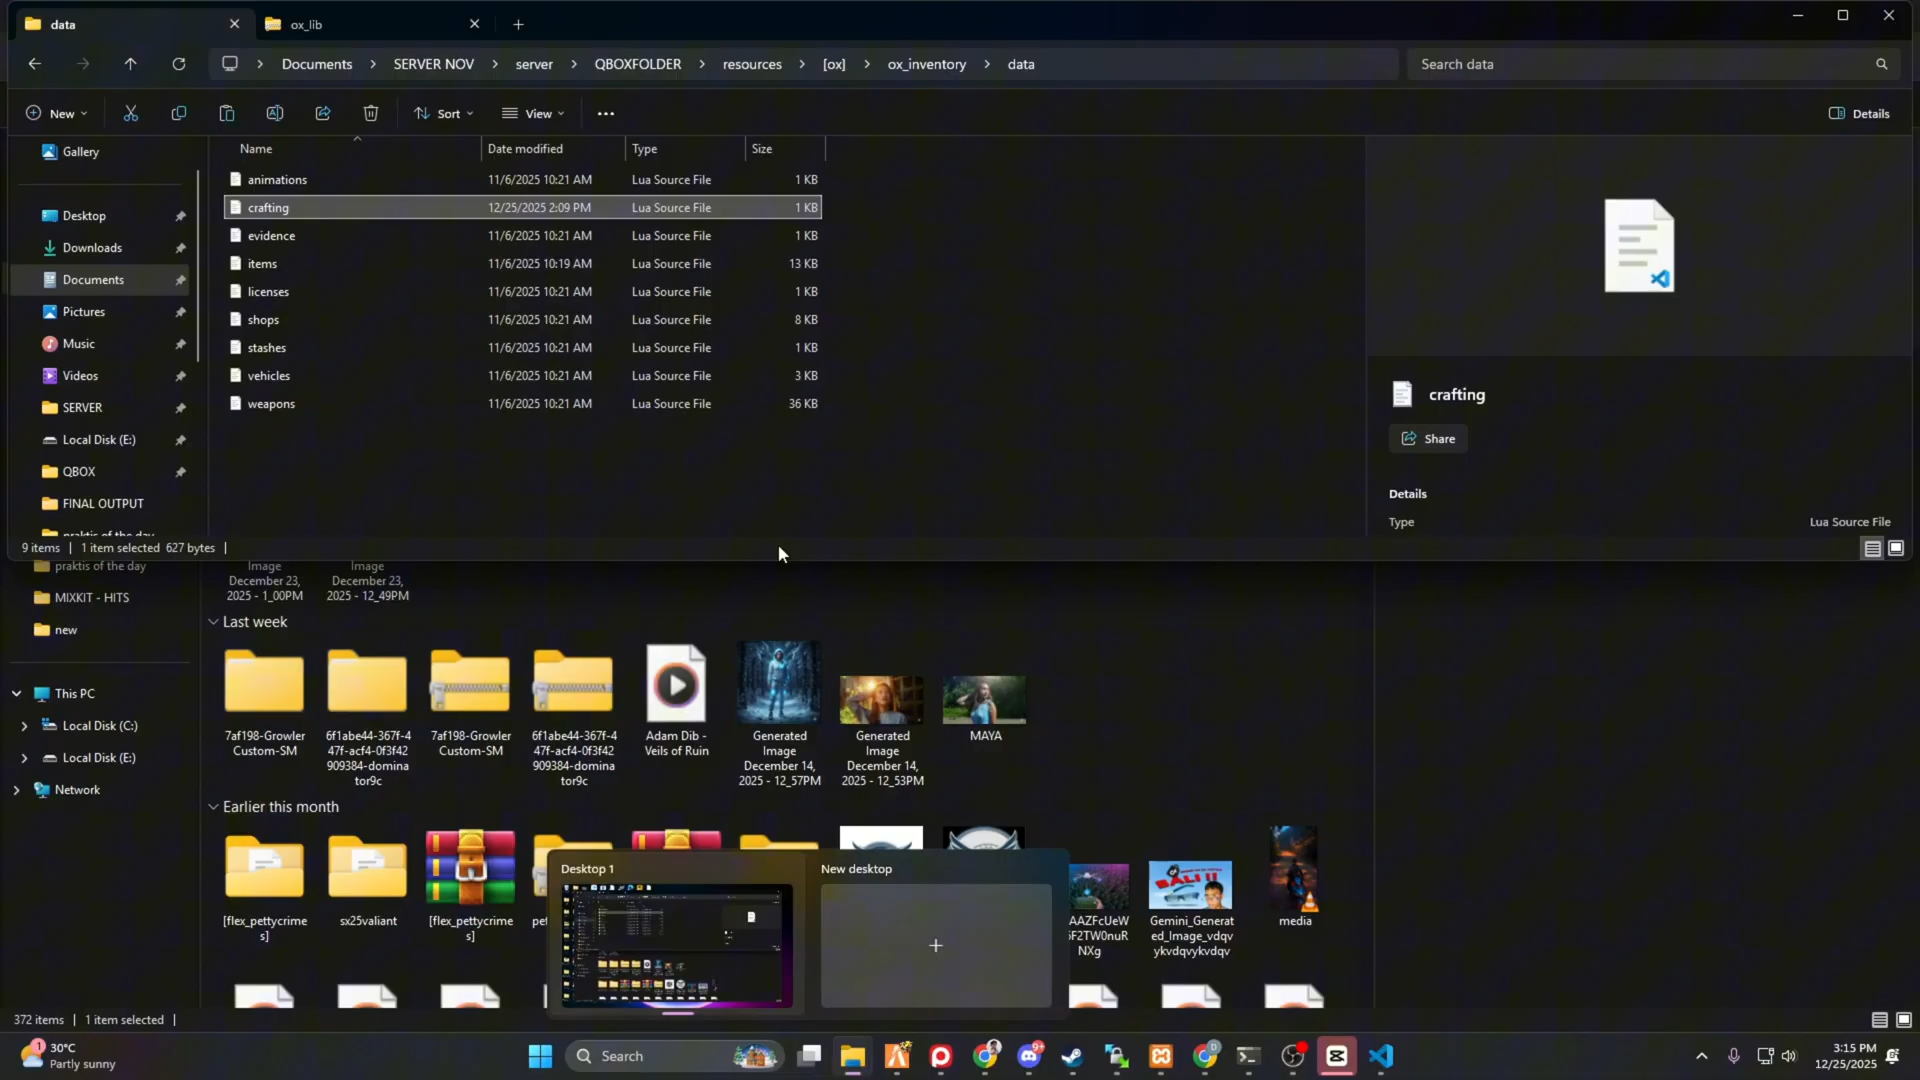 data
ox_lib
Documents
SERVER NOV
server
QBOXFOLDER
resources
[ox]
ox_inventory
data
Search data
New
Sort
View
Details
Gallery
Desktop
Downloads
Documents
Pictures
Music
Videos
SERVER
Local Disk (E:)
QBOX
FINAL OUTPUT
praktis of the day
Name
Date modified
Type
Size
animations 11/6/2025 10:21 AM Lua Source File 1 KB
crafting 12/25/2025 2:09 PM Lua Source File 1 KB
evidence 11/6/2025 10:21 AM Lua Source File 1 KB
items 11/6/2025 10:19 AM Lua Source File 13 KB
licenses 11/6/2025 10:21 AM Lua Source File 1 KB
shops 11/6/2025 10:21 AM Lua Source File 8 KB
stashes 11/6/2025 10:21 AM Lua Source File 1 KB
vehicles 11/6/2025 10:21 AM Lua Source File 3 KB
weapons 11/6/2025 10:21 AM Lua Source File 36 KB
crafting
Share
Details
Type Lua Source File
9 items
1 item selected 627 bytes
praktis of the day
MIXKIT - HITS
new
This PC
Local Disk (C:)
Local Disk (E:)
Network
Image
December 23,
2025 - 1_00PM
Image
December 23,
2025 - 12_49PM
Last week
7af198-Growler
Custom-SM
6f1abe44-367f-4
47f-acf4-0f3f42
909384-domina
tor9c
7af198-Growler
Custom-SM
6f1abe44-367f-4
47f-acf4-0f3f42
909384-domina
tor9c
Adam Dib -
Veils of Ruin
Generated
Image
December 14,
2025 - 12_57PM
Generated
Image
December 14,
2025 - 12_53PM
MAYA
Earlier this month
[flex_pettycrime
s]
sx25valiant
[flex_pettycrime
s]
pet
AAZFcUeW
F2TW0nuR
NXg
BALI
Gemini_Generat
ed_Image_vdqv
ykvdqvykvdqv
media
Desktop 1
New desktop
372 items
1 item selected
1
30°C
Partly sunny
Search
9+
D
3:15 PM
12/25/2025